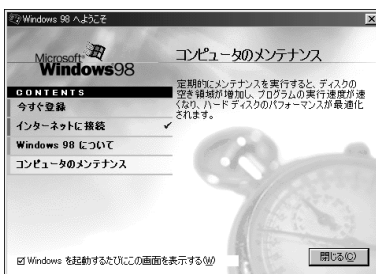 Windows 98 へようこそ
Microsoft
Windows98
コンピュータのメンテナンス
定期的にメンテナンスを実行すると、ディスクの
空き領域が増加し、プログラムの実行速度が速
くなり、ハード ディスクのパフォーマンスが最適化
されます。
CONTENTS
今すぐ登録
インターネットに接続 ✓
Windows 98 について
コンピュータのメンテナンス
☑ Windows を起動するたびにこの画面を表示する(W)
閉じる(C)